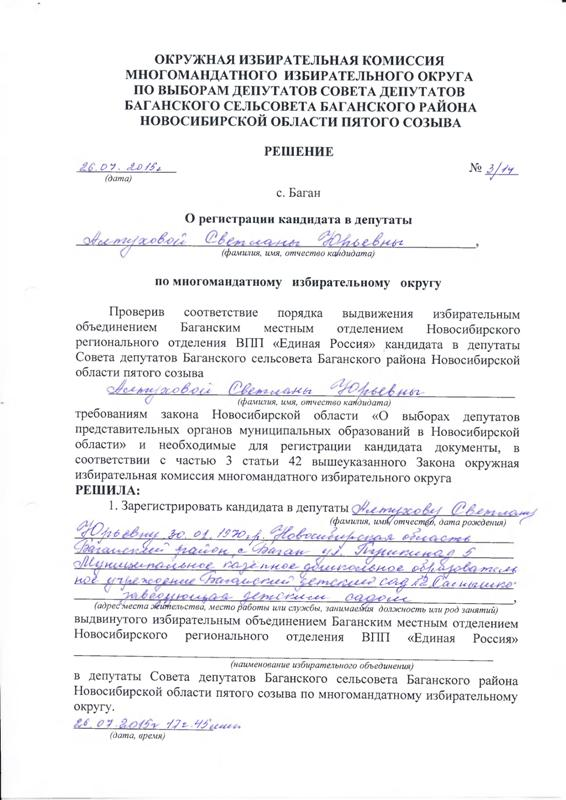 ОКРУЖНАЯ ИЗБИРАТЕЛЬНАЯ КОМИССИЯ
МНОГОМАНДАТНОГО ИЗБИРАТЕЛЬНОГО ОКРУГА
ПО ВЫБОРАМ ДЕПУТАТОВ СОВЕТА ДЕПУТАТОВ
БАГАНСКОГО СЕЛЬСОВЕТА БАГАНСКОГО РАЙОНА
НОВОСИБИРСКОЙ ОБЛАСТИ ПЯТОГО СОЗЫВА
РЕШЕНИЕ
26.07.2015г № 3/14
(дата)
с. Баган
О регистрации кандидата в депутаты
Алтуховой Светланы Юрьевны,
(фамилия, имя, отчество кандидата)
по многомандатному избирательному округу
Проверив соответствие порядка выдвижения избирательным
объединением Баганским местным отделением Новосибирского
регионального отделения ВПП «Единая Россия» кандидата в депутаты
Совета депутатов Баганского сельсовета Баганского района Новосибирской
области пятого созыва
Алтуховой Светланы Юрьевны
(фамилия, имя, отчество кандидата)
требованиям закона Новосибирской области «О выборах депутатов
представительных органов муниципальных образований в Новосибирской
области» и необходимые для регистрации кандидата документы, в
соответствии с частью 3 статьи 42 вышеуказанного Закона окружная
избирательная комиссия многомандатного избирательного округа
РЕШИЛА:
1. Зарегистрировать кандидата в депутаты Алтухову Светлану
(фамилия, имя, отчество, дата рождения)
Юрьевну 30.01.1970г.р. Новосибирская область
Баганский район с. Баган ул.
Муниципальное казенное дошкольное образователь
ное учреждение Баганский детский сад №2
заведующая детским садом,
(адрес места жительства, место работы или службы, занимаемая должность или род занятий)
выдвинутого избирательным объединением Баганским местным отделением
Новосибирского регионального отделения ВПП «Единая Россия»
(наименование избирательного объединения)
в депутаты Совета депутатов Баганского сельсовета Баганского района
Новосибирской области пятого созыва по многомандатному избирательному
округу.
26.07.2015г 17ч.45мин
(дата, время)